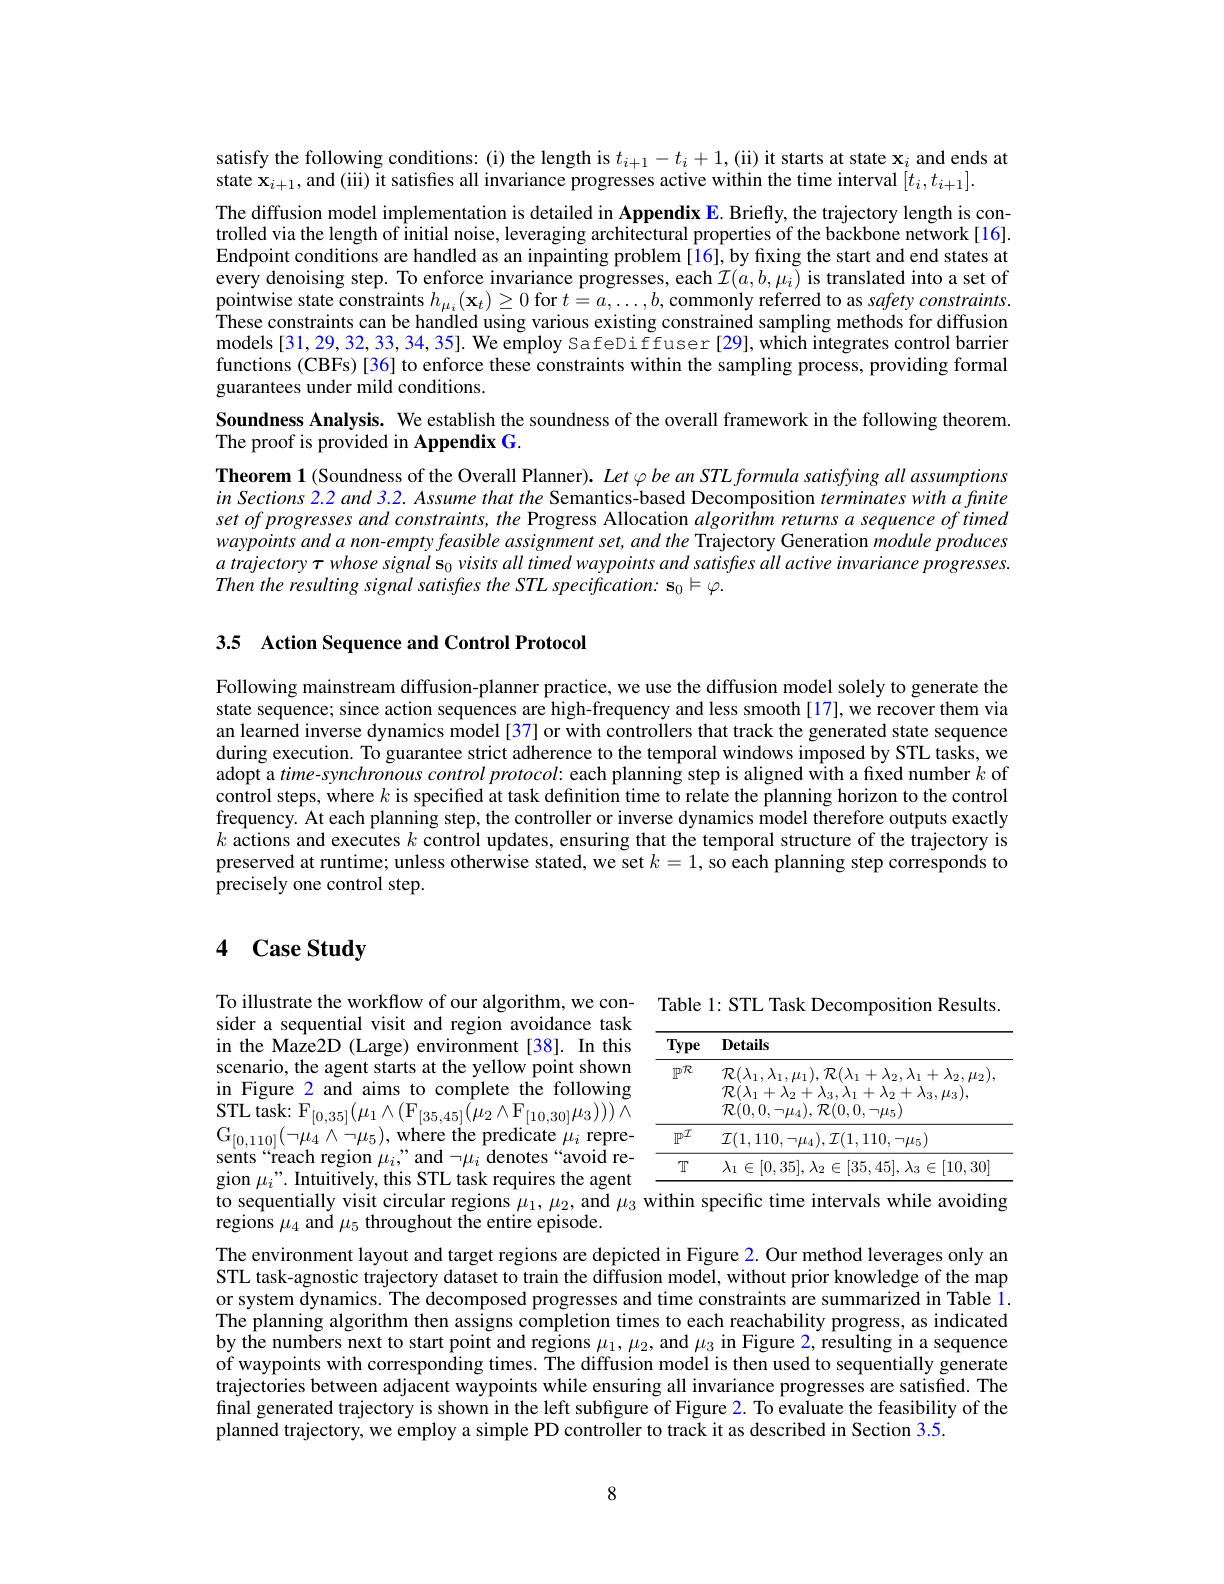 satisfy the following conditions: (i) the length is t_{i+1} − t_i + 1, (ii) it starts at state x_i and ends at
state x_{i+1}, and (iii) it satisfies all invariance progresses active within the time interval [t_i, t_{i+1}].
The diffusion model implementation is detailed in Appendix E. Briefly, the trajectory length is con-
trolled via the length of initial noise, leveraging architectural properties of the backbone network [16].
Endpoint conditions are handled as an inpainting problem [16], by fixing the start and end states at
every denoising step. To enforce invariance progresses, each I(a, b, μ_i) is translated into a set of
pointwise state constraints h_{μ_i}(x_t) ≥ 0 for t = a, . . . , b, commonly referred to as safety constraints.
These constraints can be handled using various existing constrained sampling methods for diffusion
models [31, 29, 32, 33, 34, 35]. We employ SafeDiffuser [29], which integrates control barrier
functions (CBFs) [36] to enforce these constraints within the sampling process, providing formal
guarantees under mild conditions.
Soundness Analysis. We establish the soundness of the overall framework in the following theorem.
The proof is provided in Appendix G.
Theorem 1 (Soundness of the Overall Planner). Let φ be an STL formula satisfying all assumptions
in Sections 2.2 and 3.2. Assume that the Semantics-based Decomposition terminates with a finite
set of progresses and constraints, the Progress Allocation algorithm returns a sequence of timed
waypoints and a non-empty feasible assignment set, and the Trajectory Generation module produces
a trajectory τ whose signal s_0 visits all timed waypoints and satisfies all active invariance progresses.
Then the resulting signal satisfies the STL specification: s_0 ⊨ φ.
3.5 Action Sequence and Control Protocol
Following mainstream diffusion-planner practice, we use the diffusion model solely to generate the
state sequence; since action sequences are high-frequency and less smooth [17], we recover them via
an learned inverse dynamics model [37] or with controllers that track the generated state sequence
during execution. To guarantee strict adherence to the temporal windows imposed by STL tasks, we
adopt a time-synchronous control protocol: each planning step is aligned with a fixed number k of
control steps, where k is specified at task definition time to relate the planning horizon to the control
frequency. At each planning step, the controller or inverse dynamics model therefore outputs exactly
k actions and executes k control updates, ensuring that the temporal structure of the trajectory is
preserved at runtime; unless otherwise stated, we set k = 1, so each planning step corresponds to
precisely one control step.
4 Case Study
To illustrate the workflow of our algorithm, we con-
sider a sequential visit and region avoidance task
in the Maze2D (Large) environment [38]. In this
scenario, the agent starts at the yellow point shown
in Figure 2 and aims to complete the following
STL task: F_{[0,35]}(μ_1 ∧ (F_{[35,45]}(μ_2 ∧ F_{[10,30]}μ_3))) ∧
G_{[0,110]}(¬μ_4 ∧ ¬μ_5), where the predicate μ_i repre-
sents “reach region μ_i,” and ¬μ_i denotes “avoid re-
gion μ_i”. Intuitively, this STL task requires the agent
Table 1: STL Task Decomposition Results.
Type Details
ℙ^R R(λ_1, λ_1, μ_1), R(λ_1 + λ_2, λ_1 + λ_2, μ_2),
R(λ_1 + λ_2 + λ_3, λ_1 + λ_2 + λ_3, μ_3),
R(0, 0, ¬μ_4), R(0, 0, ¬μ_5)
ℙ^I I(1, 110, ¬μ_4), I(1, 110, ¬μ_5)
𝕋 λ_1 ∈ [0, 35], λ_2 ∈ [35, 45], λ_3 ∈ [10, 30]
to sequentially visit circular regions μ_1, μ_2, and μ_3 within specific time intervals while avoiding
regions μ_4 and μ_5 throughout the entire episode.
The environment layout and target regions are depicted in Figure 2. Our method leverages only an
STL task-agnostic trajectory dataset to train the diffusion model, without prior knowledge of the map
or system dynamics. The decomposed progresses and time constraints are summarized in Table 1.
The planning algorithm then assigns completion times to each reachability progress, as indicated
by the numbers next to start point and regions μ_1, μ_2, and μ_3 in Figure 2, resulting in a sequence
of waypoints with corresponding times. The diffusion model is then used to sequentially generate
trajectories between adjacent waypoints while ensuring all invariance progresses are satisfied. The
final generated trajectory is shown in the left subfigure of Figure 2. To evaluate the feasibility of the
planned trajectory, we employ a simple PD controller to track it as described in Section 3.5.
8